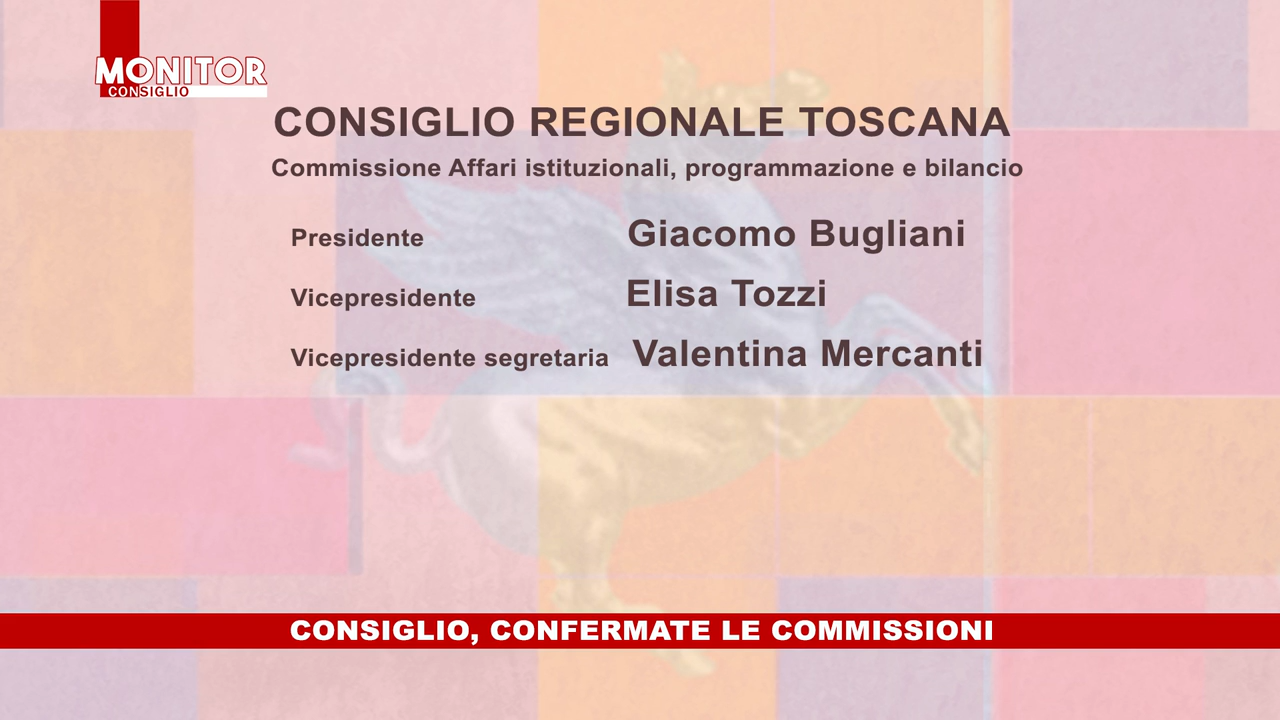 MONITOR
CONSIGLIO
CONSIGLIO REGIONALE TOSCANA
Commissione Affari istituzionali, programmazione e bilancio
Presidente Giacomo Bugliani
Vicepresidente Elisa Tozzi
Vicepresidente segretaria Valentina Mercanti
CONSIGLIO, CONFERMATE LE COMMISSIONI